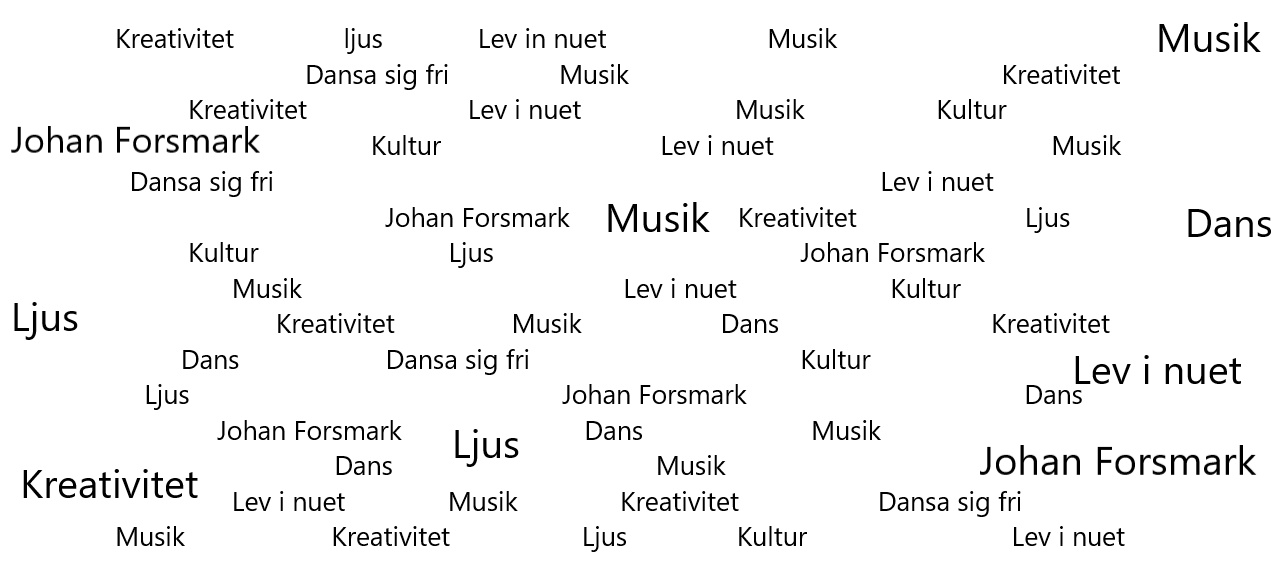 Kreativitet ljus Lev in nuet Musik Musik
Dansa sig fri Musik Kreativitet
Kreativitet Lev i nuet Musik Kultur
Johan Forsmark Kultur Lev i nuet Musik
Dansa sig fri Lev i nuet
Johan Forsmark Musik Kreativitet Ljus Dans
Kultur Ljus Johan Forsmark
Musik Lev i nuet Kultur
Ljus Kreativitet Musik Dans Kreativitet
Dans Dansa sig fri Kultur Lev i nuet
Ljus Johan Forsmark Dans
Johan Forsmark Ljus Dans Musik
Dans Musik Johan Forsmark
Kreativitet Lev i nuet Musik Kreativitet Dansa sig fri
Musik Kreativitet Ljus Kultur Lev i nuet